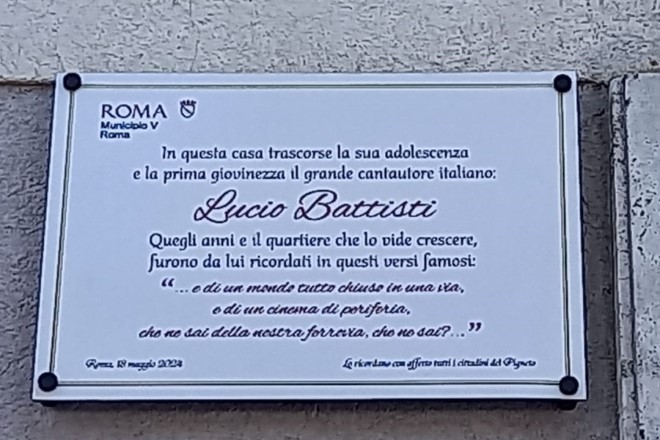 ROMA
Municipio V
Roma
In questa casa trascorse la sua adolescenza
e la prima giovinezza il grande cantautore italiano:
Lucio Battisti
Quegli anni e il quartiere che lo vide crescere,
furono da lui ricordati in questi versi famosi:
“... e di un mondo tutto chiuso in una via,
e di un cinema di periferia,
che ne sai della nostra ferrovia, che ne sai?...”
Roma, 18 maggio 2024
Lo ricordano con affetto tutti i cittadini del Pigneto